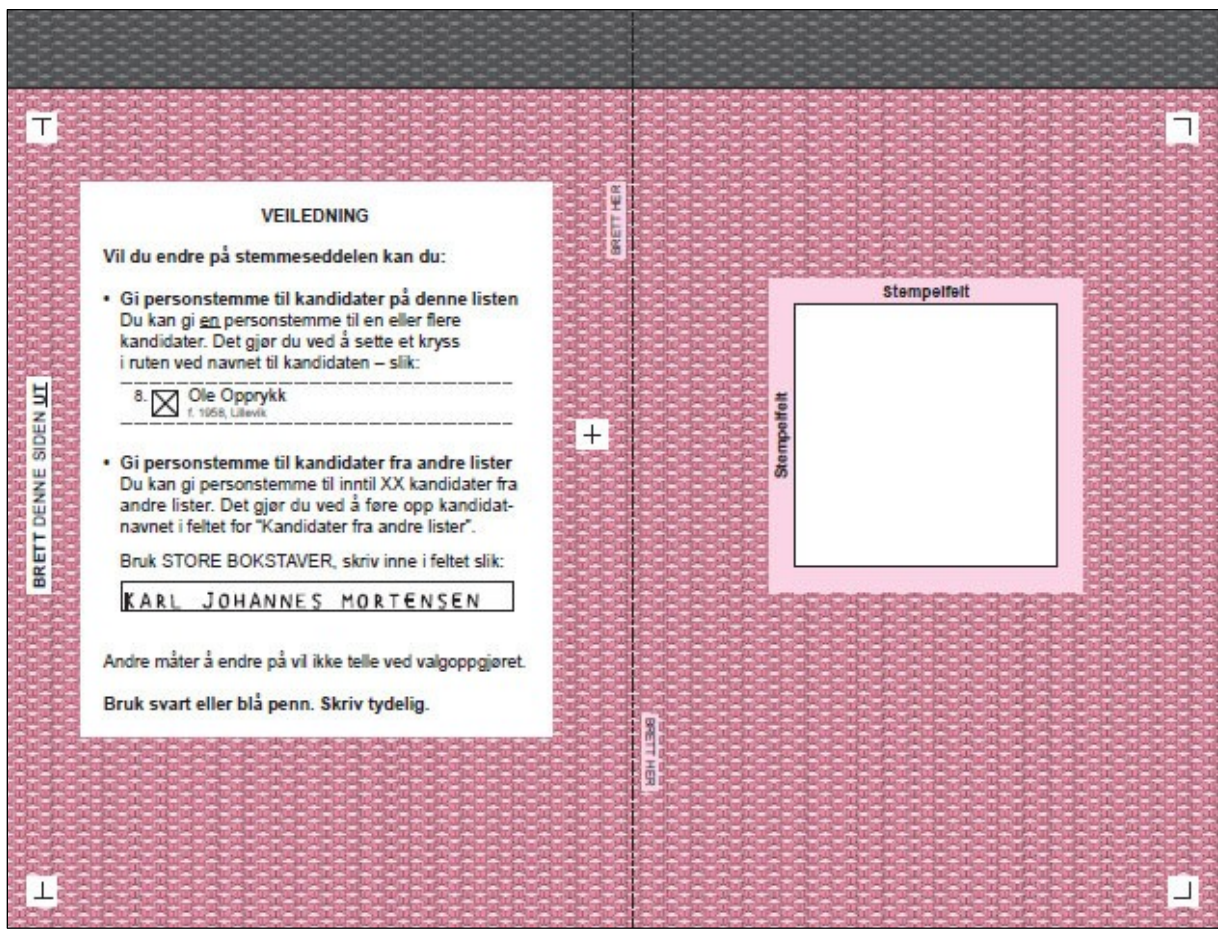 VEILEDNING
Vil du endre på stemmeseddelen kan du:
• Gi personstemme til kandidater på denne listen
Du kan gi en personstemme til en eller flere
kandidater. Det gjør du ved å sette et kryss
i ruten ved navnet til kandidaten – slik:
8. Ole Opprykk
f. 1958, Lillevik
• Gi personstemme til kandidater fra andre lister
Du kan gi personstemme til inntil XX kandidater fra
andre lister. Det gjør du ved å føre opp kandidat-
navnet i feltet for "Kandidater fra andre lister".
Bruk STORE BOKSTAVER, skriv inne i feltet slik:
KARL JOHANNES MORTENSEN
Andre måter å endre på vil ikke telle ved valgoppgjøret.
Bruk svart eller blå penn. Skriv tydelig.
BRETT DENNE SIDEN UT
BRETT HER
BRETT HER
Stempelfelt
Stempelfelt